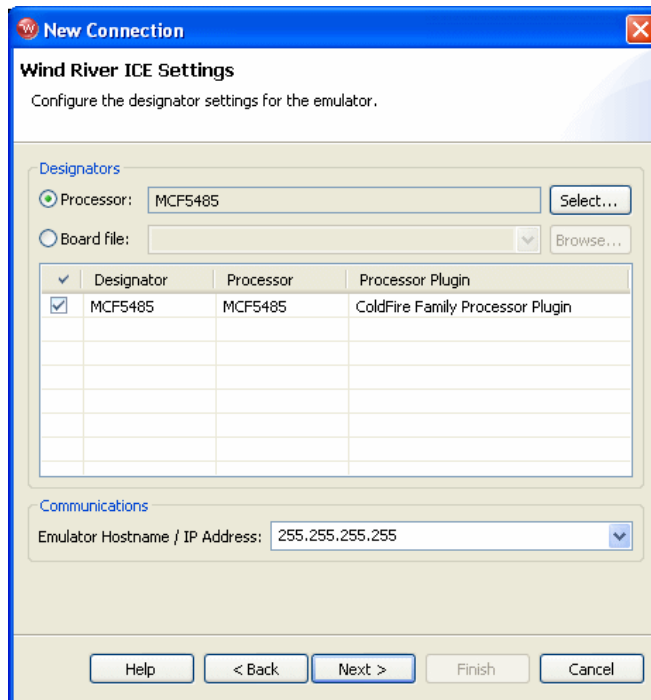 New Connection
Wind River ICE Settings
Configure the designator settings for the emulator.
Designators
Processor: MCF5485 Select...
Board file: Browse...
Designator Processor Processor Plugin
MCF5485 MCF5485 ColdFire Family Processor Plugin
Communications
Emulator Hostname / IP Address: 255.255.255.255
Help < Back Next > Finish Cancel